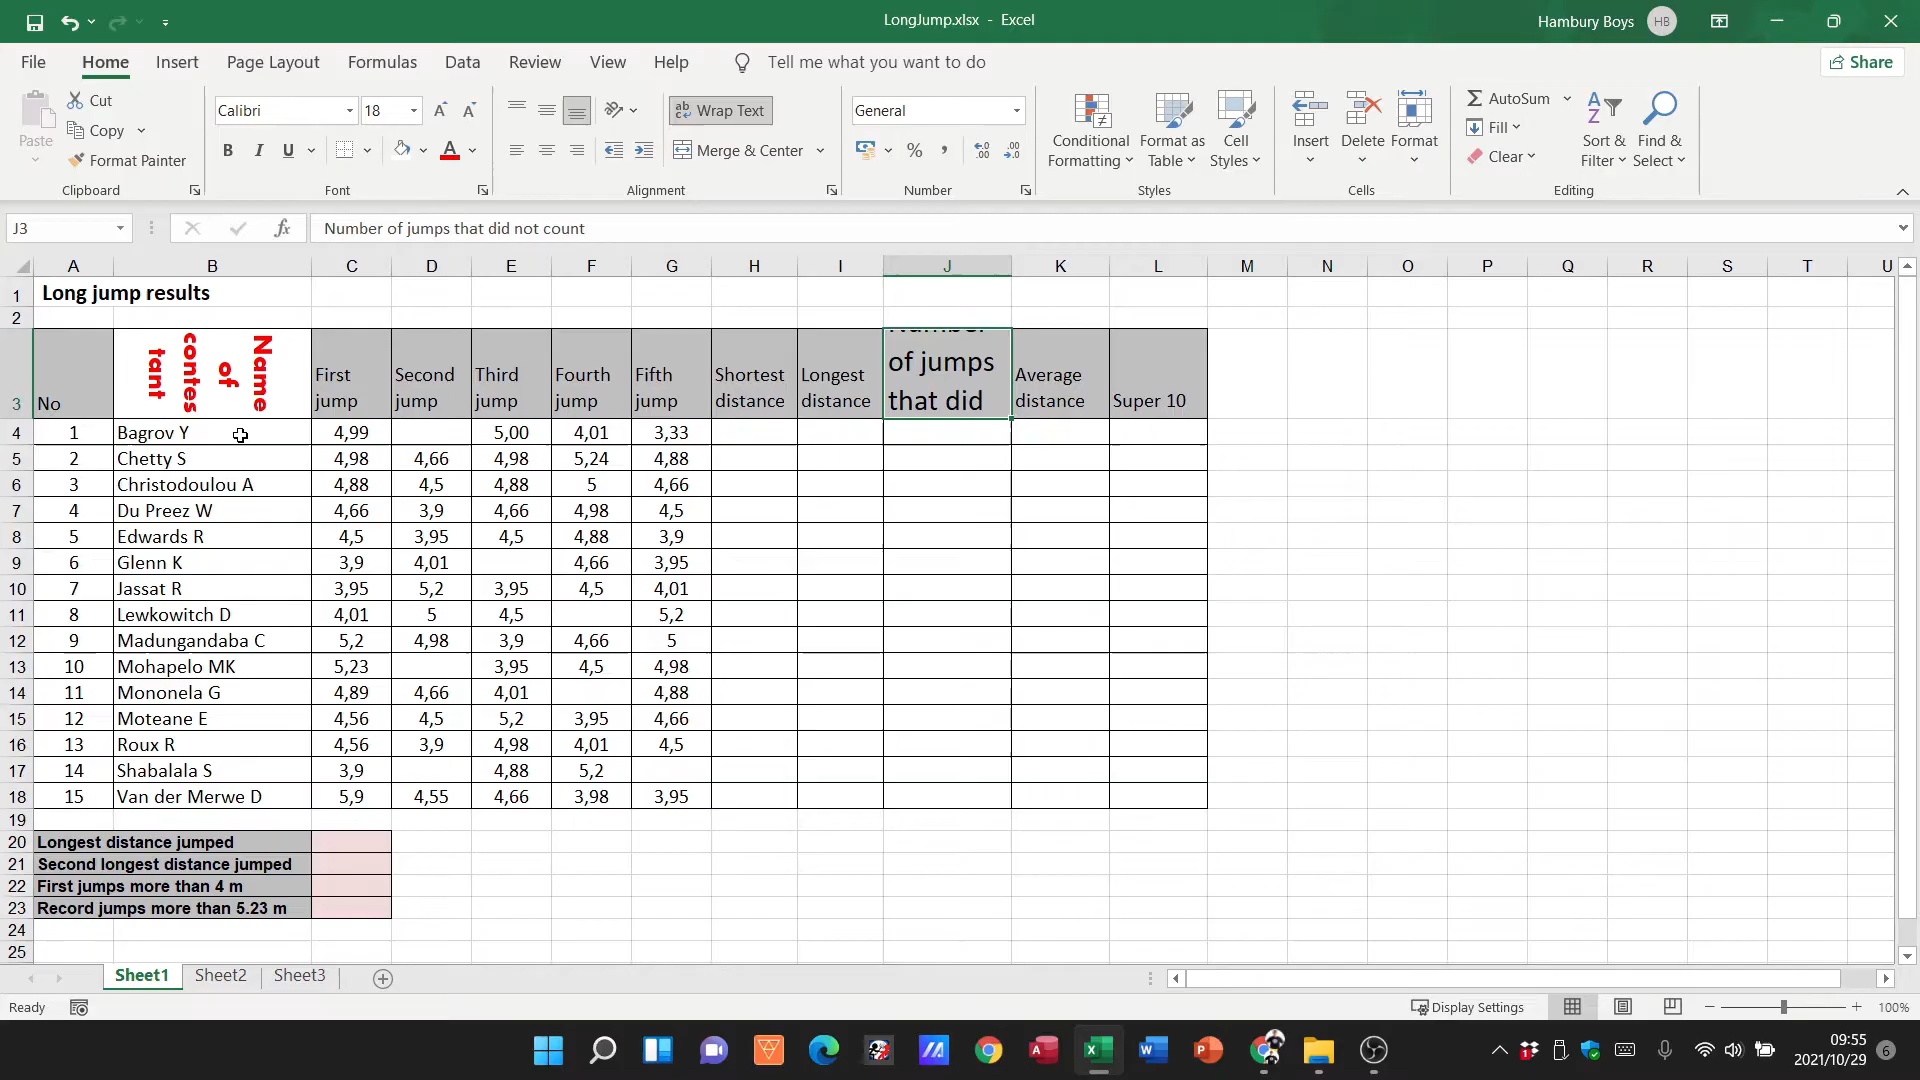 LongJump.xlsx - Excel
Hambury Boys HB
File Home Insert Page Layout Formulas Data Review View Help Tell me what you want to do Share
Paste Cut Copy Format Painter Clipboard
Calibri 18 A A B I U A Font
ab Wrap Text Merge & Center Alignment
General % , Number
Conditional Formatting Format as Table Cell Styles Styles
Insert Delete Format Cells
AutoSum Fill Clear Sort & Filter Find & Select Editing
J3 fx Number of jumps that did not count
A B C D E F G H I J K L M N O P Q R S T U
1 Long jump results
2
3 No Name of contes tant First jump Second jump Third jump Fourth jump Fifth jump Shortest distance Longest distance Number of jumps that did Average distance Super 10
4 1 Bagrov Y 4,99 5,00 4,01 3,33
5 2 Chetty S 4,98 4,66 4,98 5,24 4,88
6 3 Christodoulou A 4,88 4,5 4,88 5 4,66
7 4 Du Preez W 4,66 3,9 4,66 4,98 4,5
8 5 Edwards R 4,5 3,95 4,5 4,88 3,9
9 6 Glenn K 3,9 4,01 4,66 3,95
10 7 Jassat R 3,95 5,2 3,95 4,5 4,01
11 8 Lewkowitch D 4,01 5 4,5 5,2
12 9 Madungandaba C 5,2 4,98 3,9 4,66 5
13 10 Mohapelo MK 5,23 3,95 4,5 4,98
14 11 Mononela G 4,89 4,66 4,01 4,88
15 12 Moteane E 4,56 4,5 5,2 3,95 4,66
16 13 Roux R 4,56 3,9 4,98 4,01 4,5
17 14 Shabalala S 3,9 4,88 5,2
18 15 Van der Merwe D 5,9 4,55 4,66 3,98 3,95
19
20 Longest distance jumped
21 Second longest distance jumped
22 First jumps more than 4 m
23 Record jumps more than 5.23 m
24
25
Sheet1 Sheet2 Sheet3
Ready Display Settings 100%
09:55
2021/10/29 6